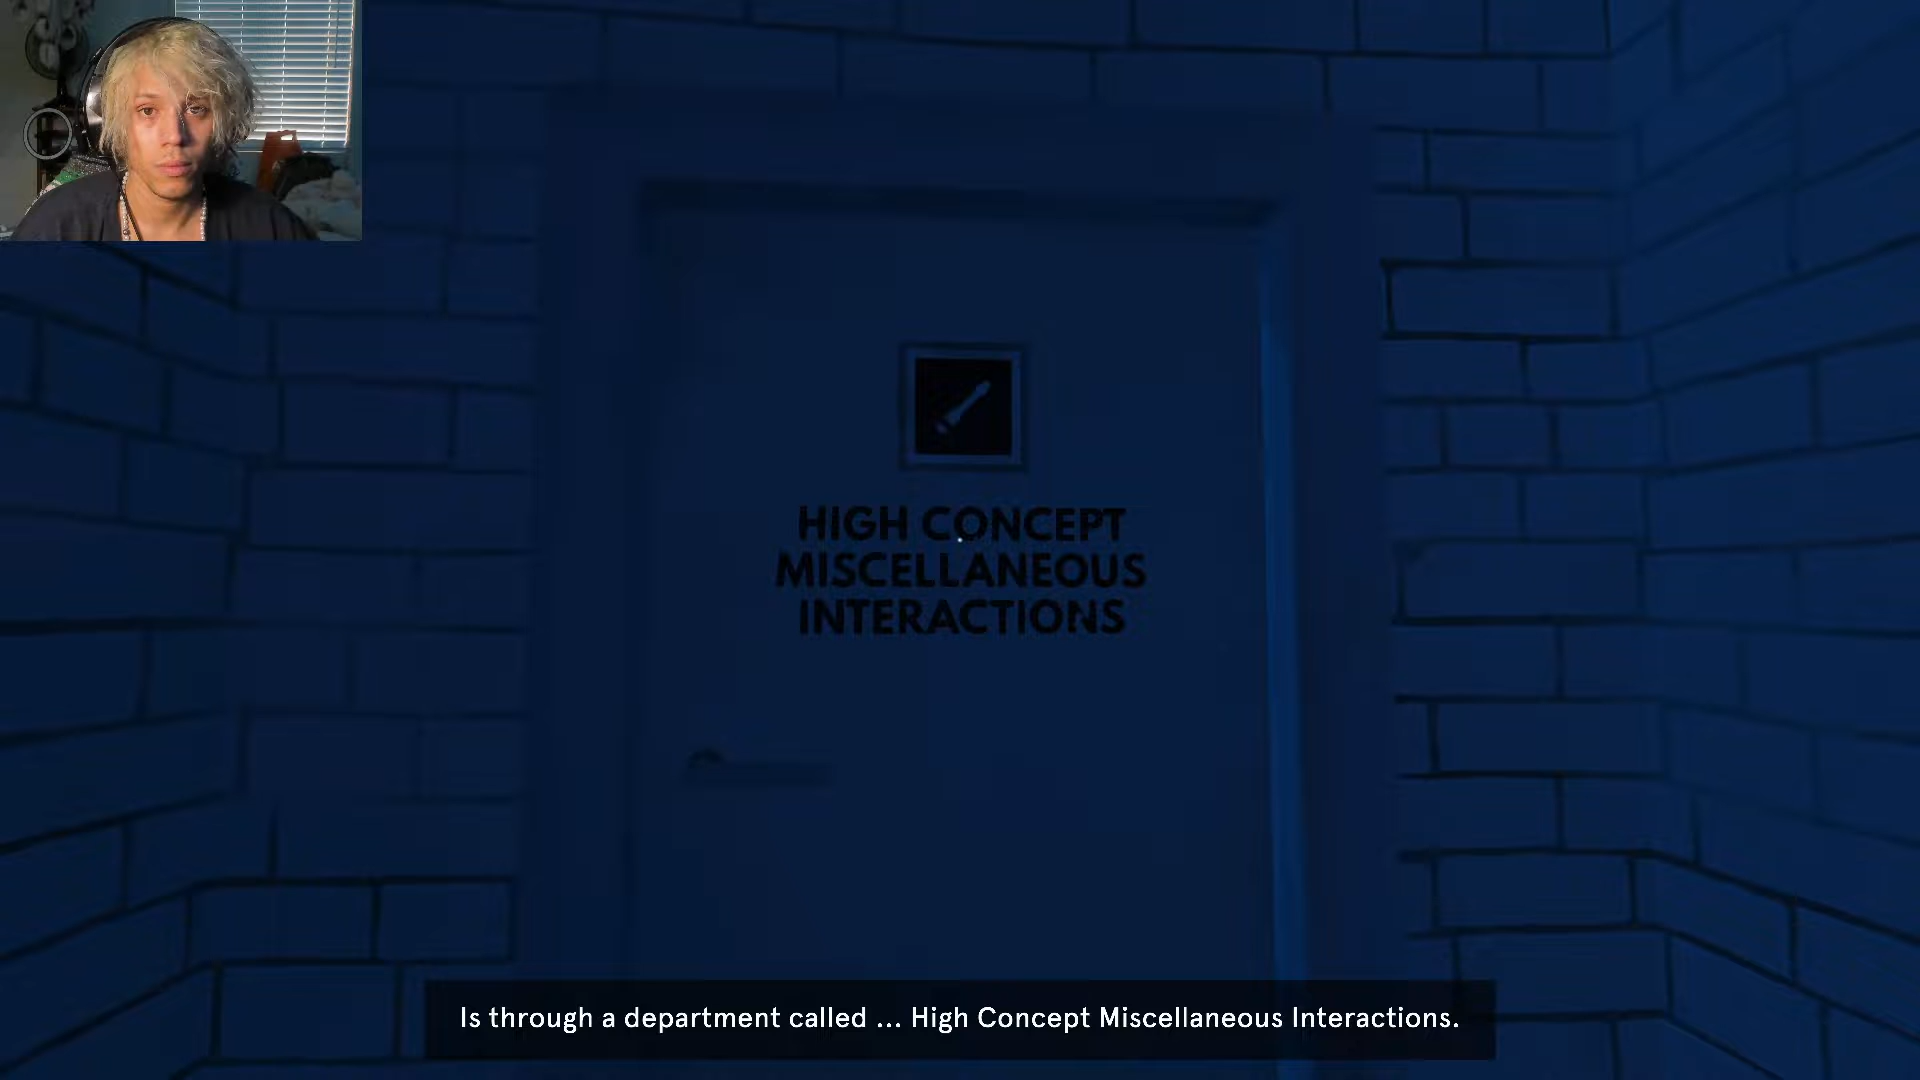 HIGH CONCEPT
MISCELLANEOUS
INTERACTIONS
Is through a department called ... High Concept Miscellaneous Interactions.